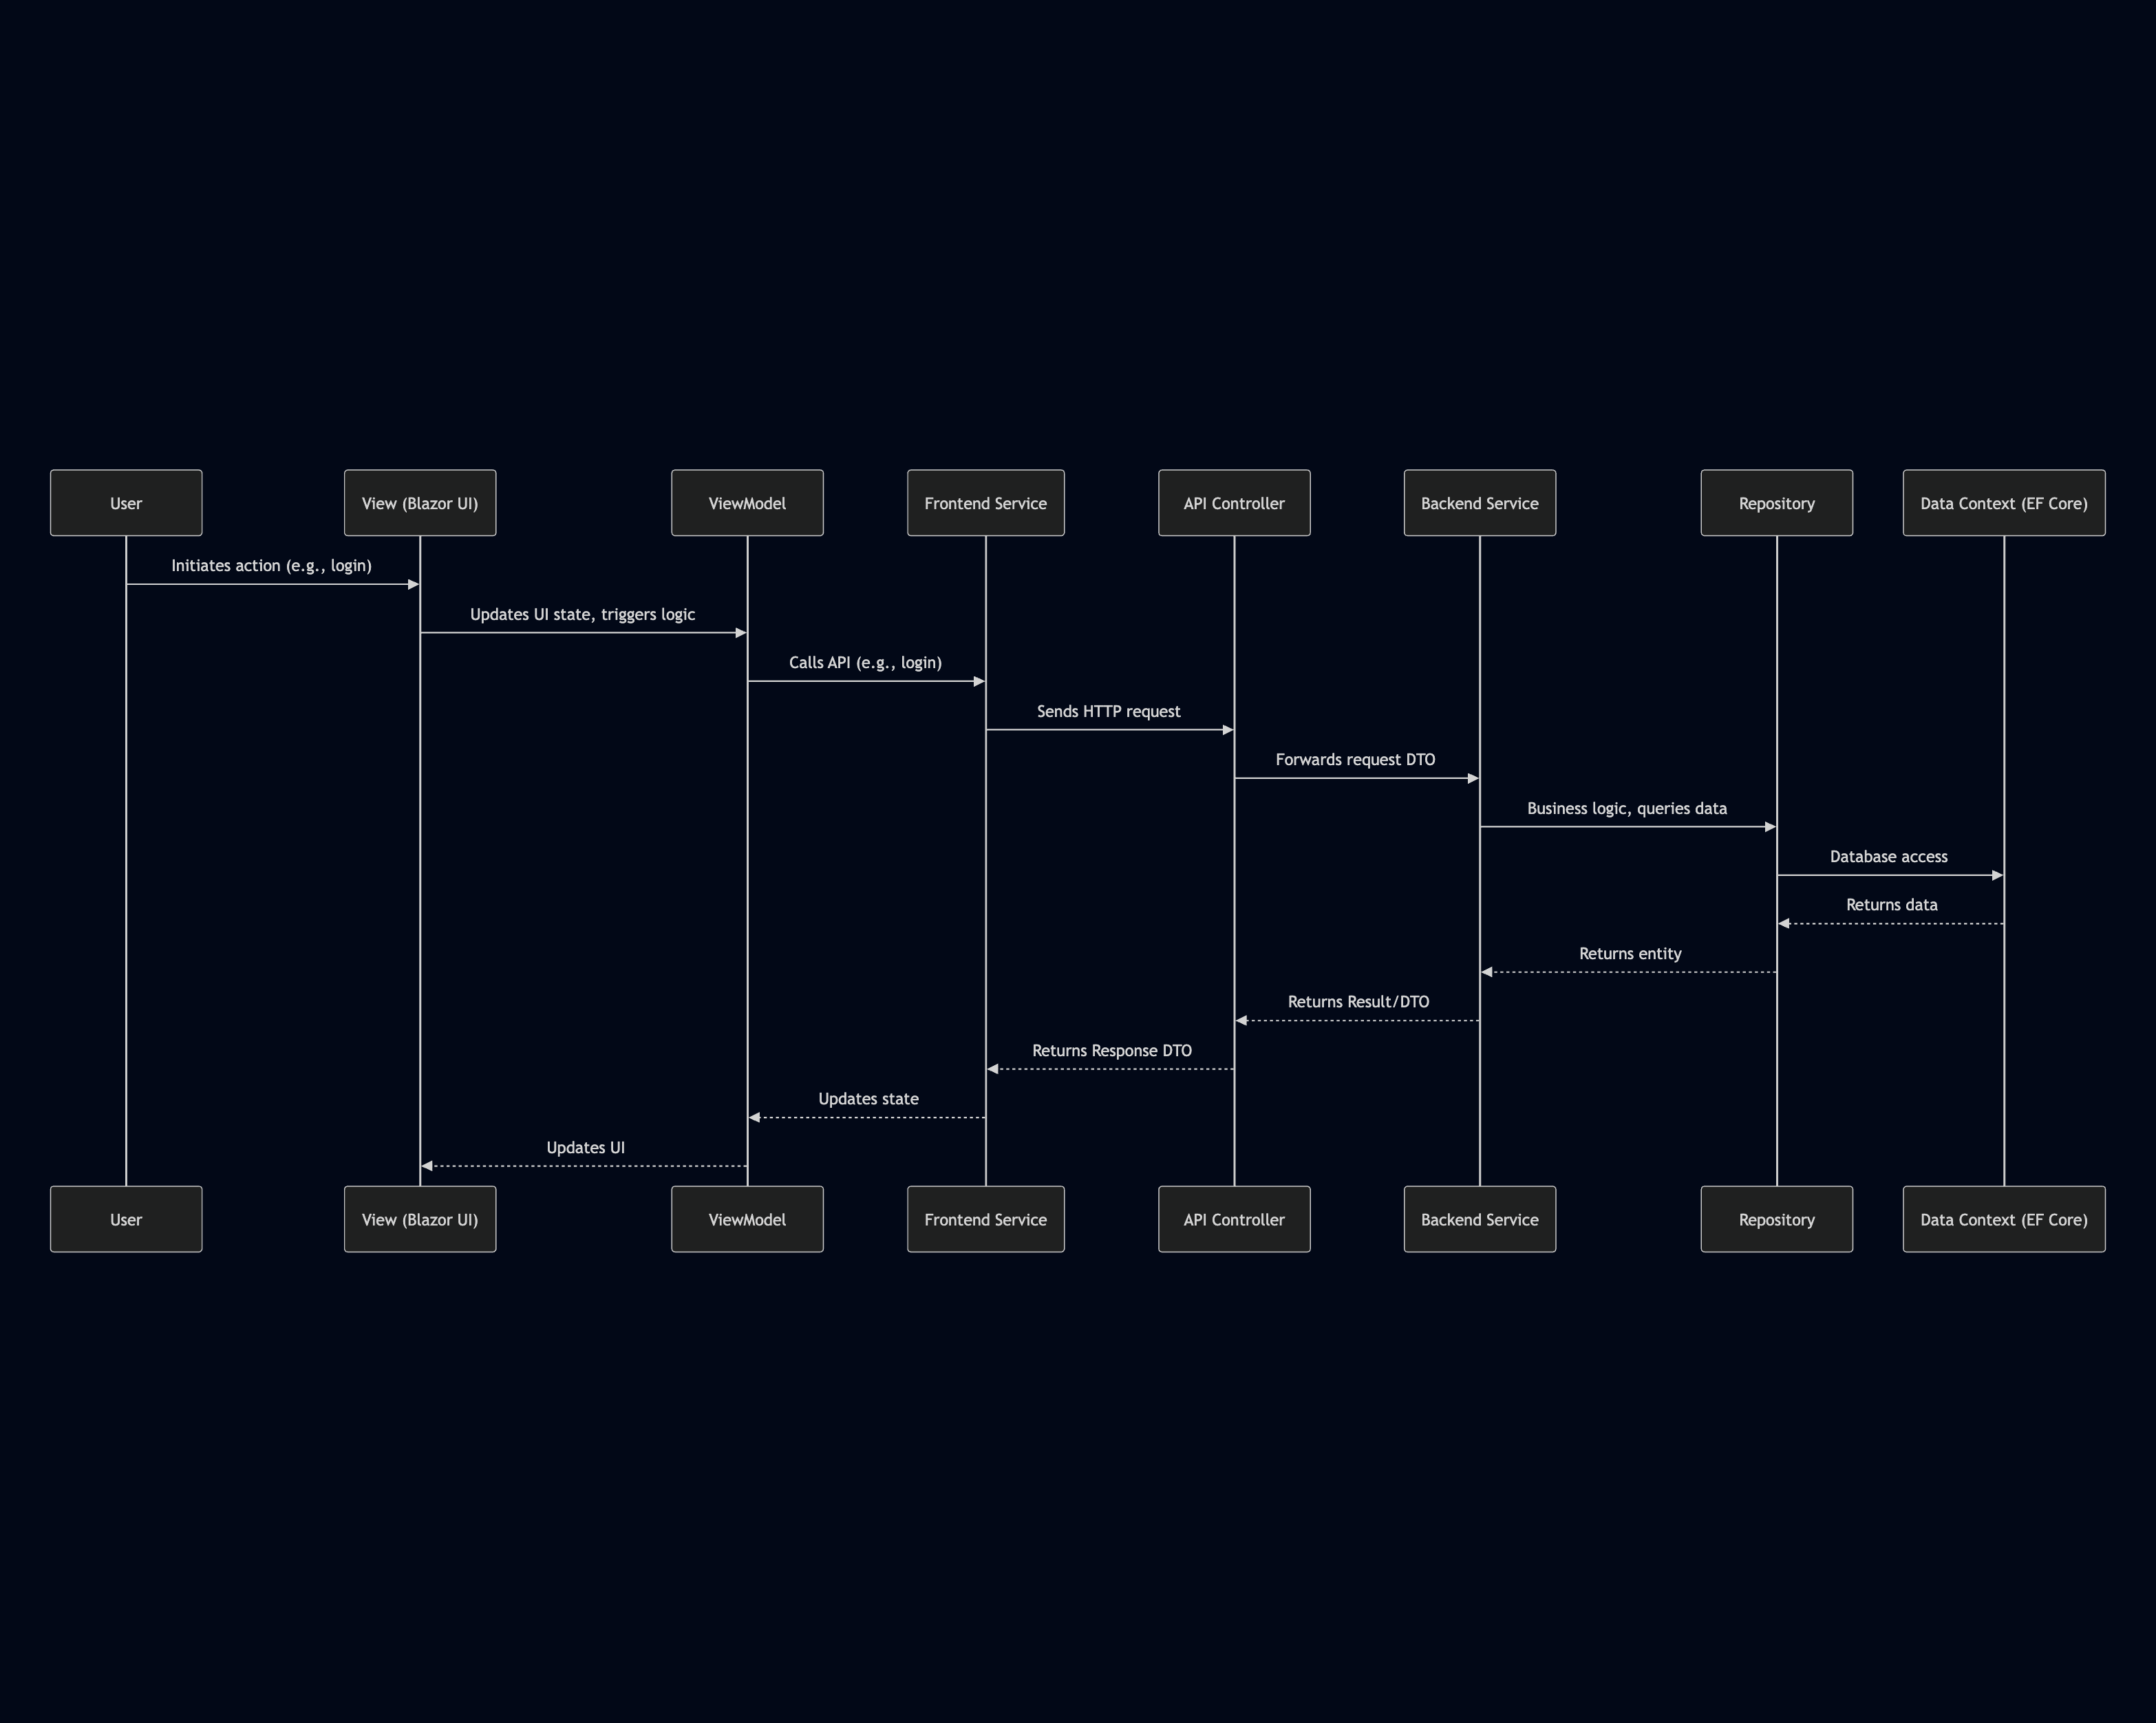 User
View (Blazor UI)
ViewModel
Frontend Service
API Controller
Backend Service
Repository
Data Context (EF Core)
Initiates action (e.g., login)
Updates UI state, triggers logic
Calls API (e.g., login)
Sends HTTP request
Forwards request DTO
Business logic, queries data
Database access
Returns data
Returns entity
Returns Result/DTO
Returns Response DTO
Updates state
Updates UI
User
View (Blazor UI)
ViewModel
Frontend Service
API Controller
Backend Service
Repository
Data Context (EF Core)